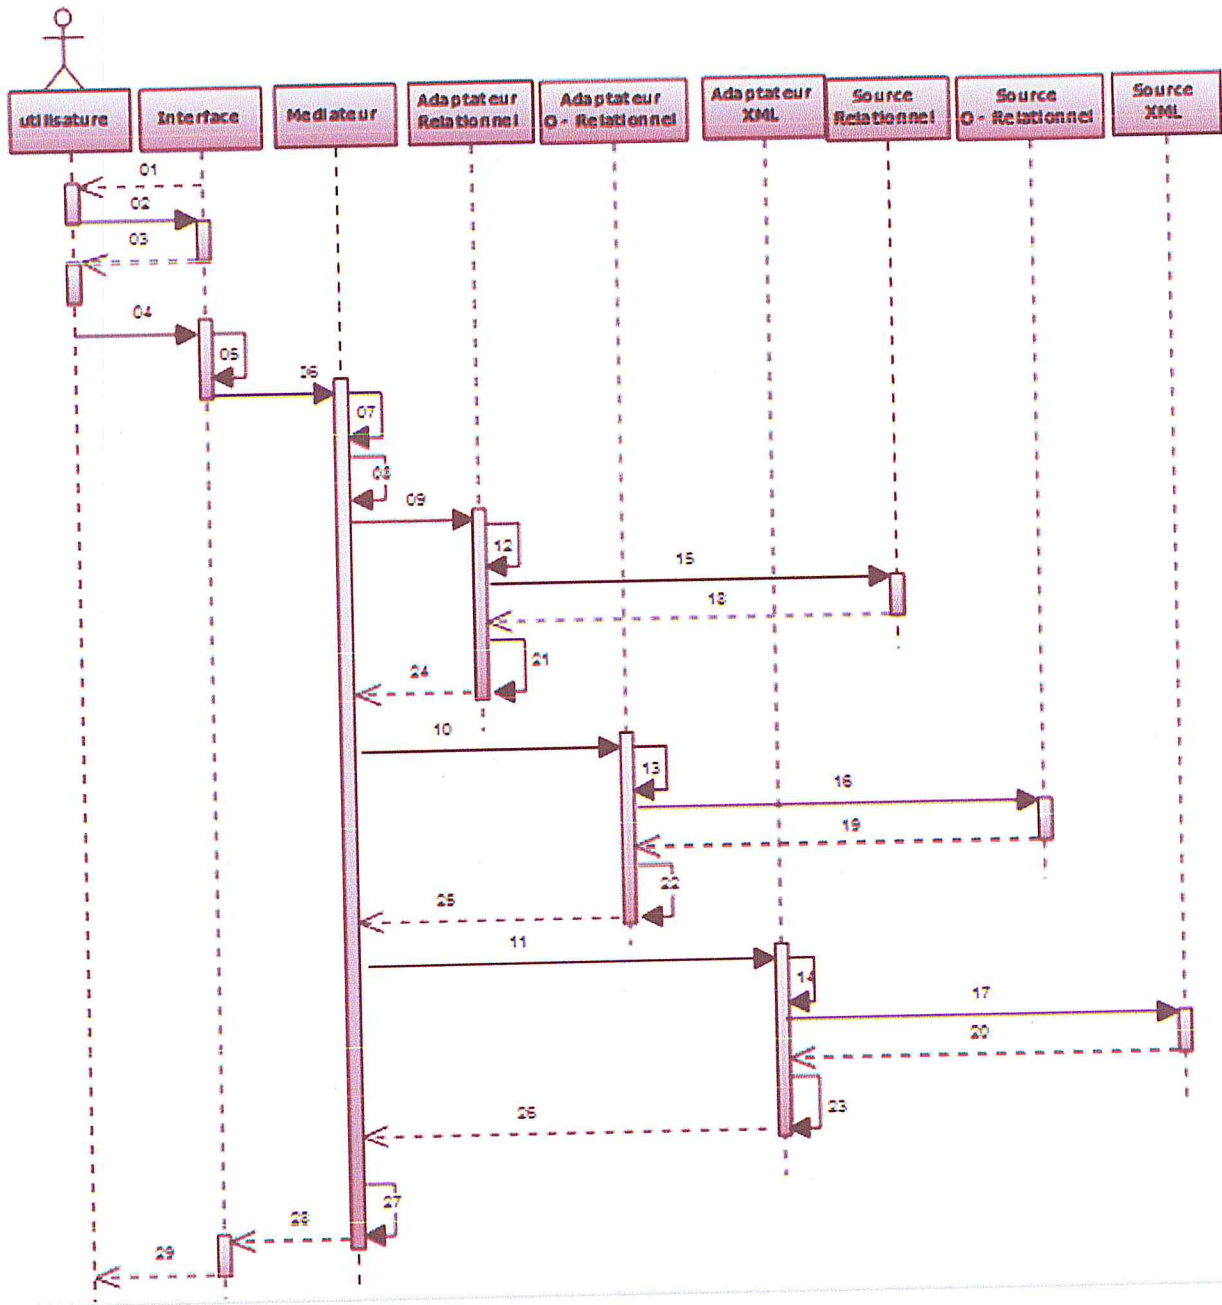 utilisature
Interface
Mediateur
Adaptateur
Relationnel
Adaptateur
O - Relationnel
Adaptateur
XML
Source
Relationnel
Source
O - Relationnel
Source
XML
01
02
03
04
05
06
07
08
09
12
15
18
21
24
10
13
16
19
22
25
11
14
17
20
23
26
27
28
29